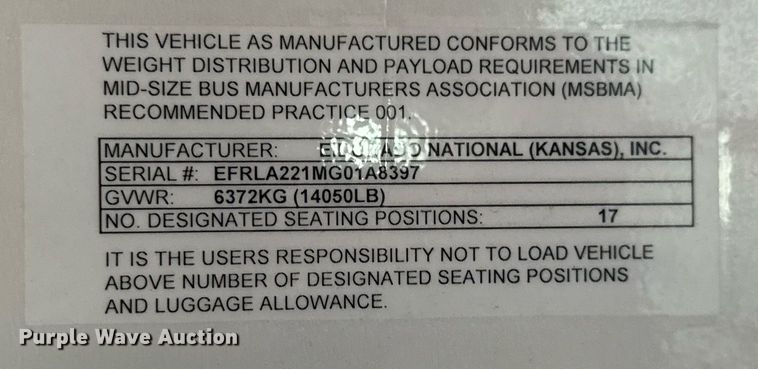 THIS VEHICLE AS MANUFACTURED CONFORMS TO THE
WEIGHT DISTRIBUTION AND PAYLOAD REQUIREMENTS IN
MID-SIZE BUS MANUFACTURERS ASSOCIATION (MSBMA)
RECOMMENDED PRACTICE 001.
MANUFACTURER: NATIONAL (KANSAS), INC.
SERIAL #: EFRLA221MG01A8397
GVWR: 6372KG (14050LB)
NO. DESIGNATED SEATING POSITIONS: 17
IT IS THE USERS RESPONSIBILITY NOT TO LOAD VEHICLE
ABOVE NUMBER OF DESIGNATED SEATING POSITIONS
AND LUGGAGE ALLOWANCE.
Purple Wave Auction